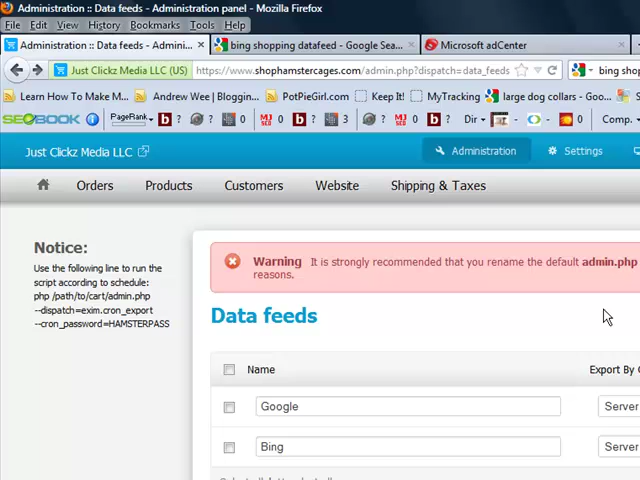 Administration :: Data feeds - Administration panel - Mozilla Firefox
File Edit View History Bookmarks Tools Help
Administration :: Data feeds - Admini... × bing shopping datafeed - Google Sear... × Microsoft adCenter ×
Just Clickz Media LLC (US) https://www.shophamstercages.com/admin.php?dispatch=data_feeds bing shop
Learn How To Make M... Andrew Wee | Bloggin... PotPieGirl.com Keep It! MyTracking large dog collars - Goo...
SEOBOOK PageRank ? ? 0 MJ SEO 0 ? 3 MJ SEO ? ? ? 0 Dir ? ? 0 Comp.
Just Clickz Media LLC Administration Settings
Orders Products Customers Website Shipping & Taxes
Notice:
Use the following line to run the
script according to schedule:
php /path/to/cart/admin.php
--dispatch=exim.cron_export
--cron_password=HAMSTERPASS
Warning It is strongly recommended that you rename the default admin.php
reasons.
Data feeds
Name Export By
Google Server
Bing Server